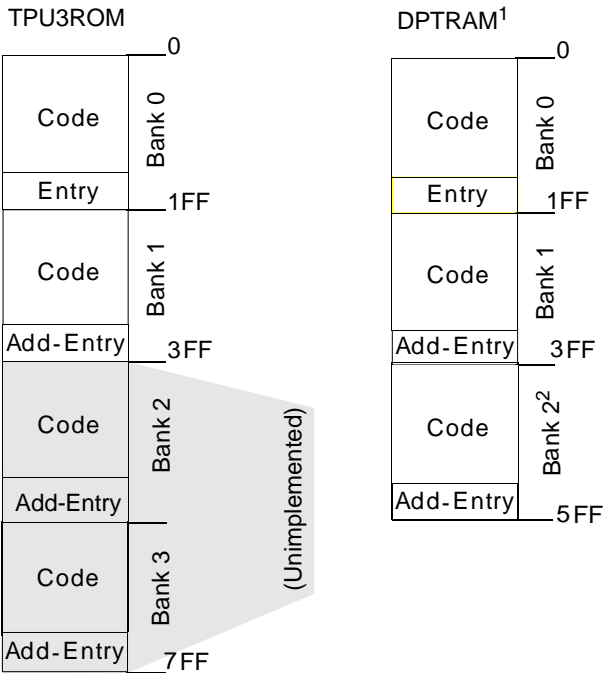 TPU3ROM
0
Code
Bank 0
Entry
1FF
Code
Bank 1
Add-Entry
3FF
Code
Bank 2
Add-Entry
Code
Bank 3
Add-Entry
7FF
(Unimplemented)
DPTRAM1
0
Code
Bank 0
Entry
1FF
Code
Bank 1
Add-Entry
3FF
Code
Bank 22
Add-Entry
5FF